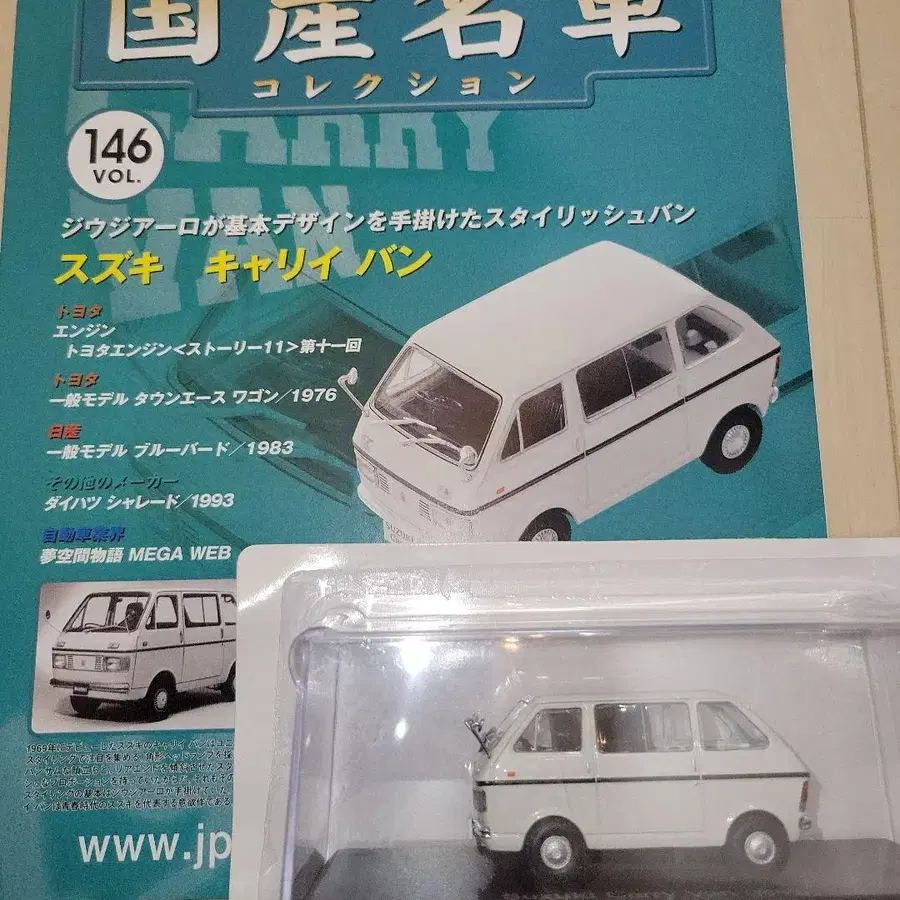 国産名車
コレクション
CARRY
VAN
146
VOL.
ジウジアーロが基本デザインを手掛けたスタイリッシュバン
スズキ キャリイ バン
トヨタ
エンジン
トヨタエンジン<ストーリー11>第十一回
トヨタ
一般モデル タウンエース ワゴン/1976
日産
一般モデル ブルーバード/1983
その他のメーカー
ダイハツ シャレード/1993
自動車業界
夢空間物語 MEGA WEB
SUZUKI
www.jp